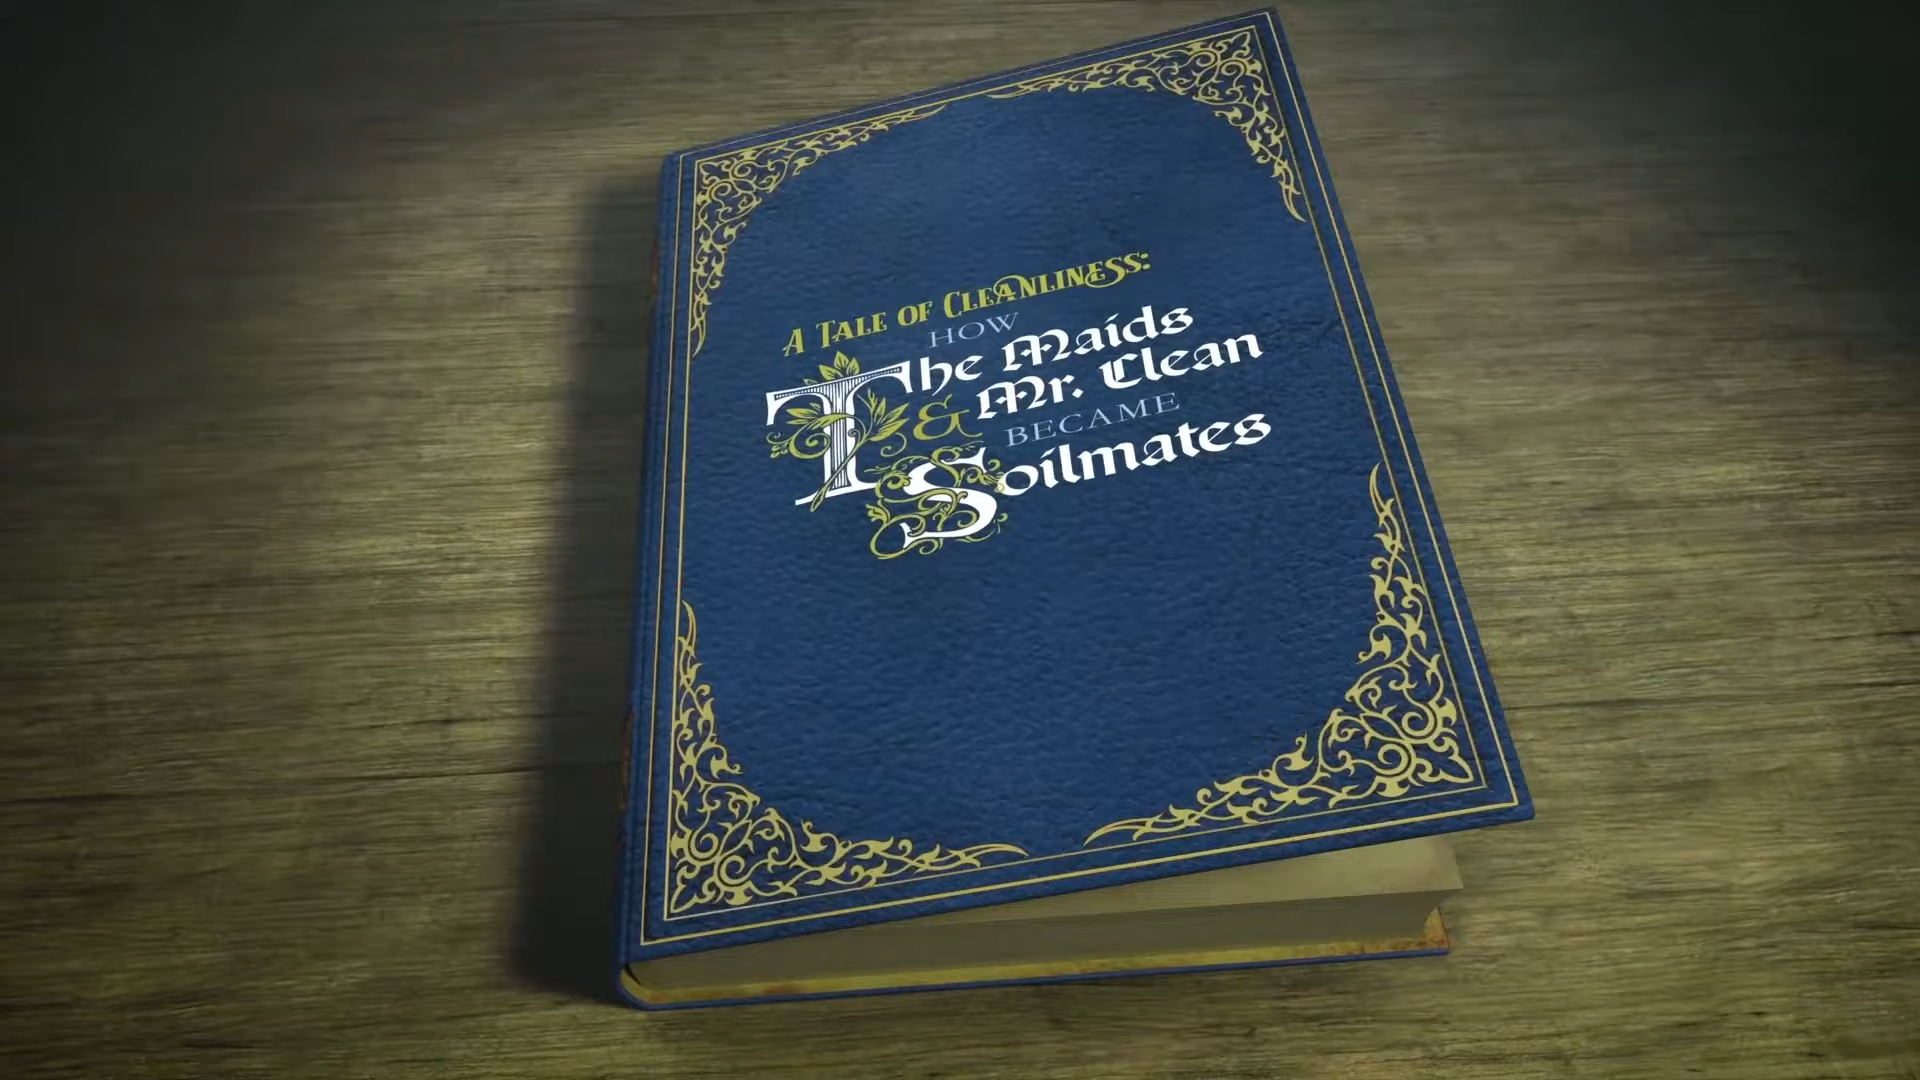 A TALE OF CLEANLINESS:
HOW
The Maids
& Mr. Clean
BECAME
Soilmates